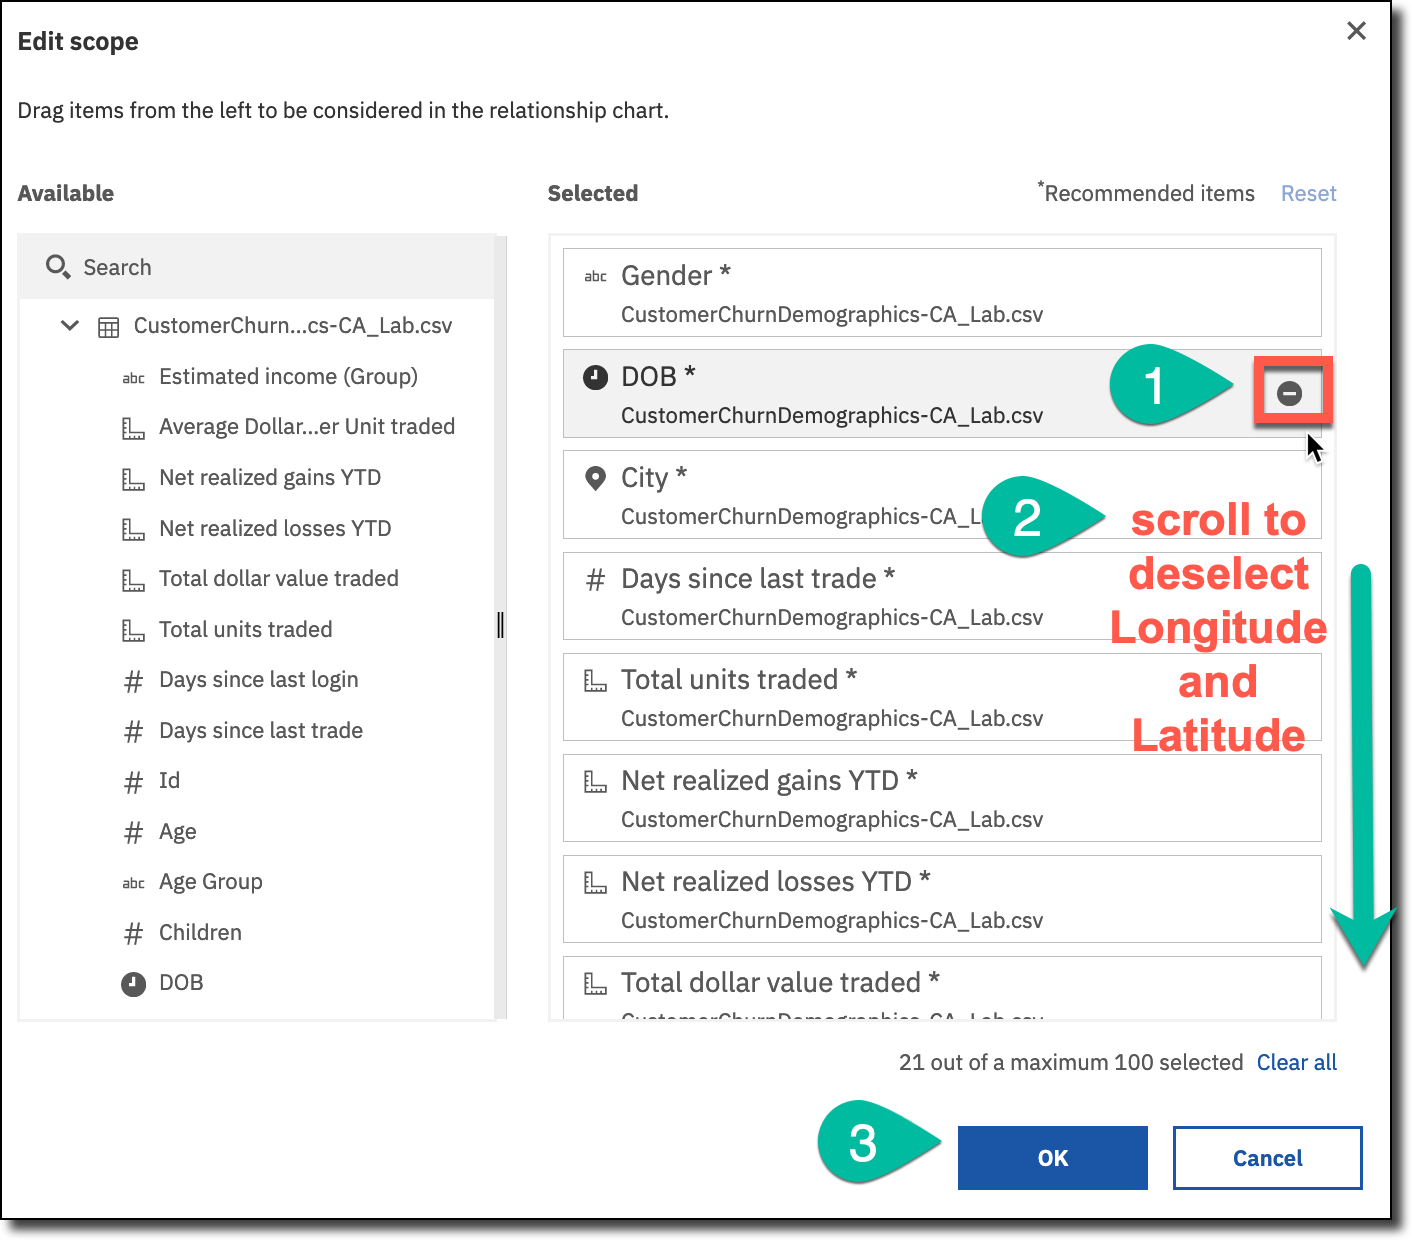 Edit scope
Drag items from the left to be considered in the relationship chart.
Available
Search
CustomerChurn...cs-CA_Lab.csv
abc Estimated income (Group)
Average Dollar...er Unit traded
Net realized gains YTD
Net realized losses YTD
Total dollar value traded
Total units traded
# Days since last login
# Days since last trade
# Id
# Age
abc Age Group
# Children
DOB
Selected
*Recommended items Reset
abc Gender *
CustomerChurnDemographics-CA_Lab.csv
DOB *
CustomerChurnDemographics-CA_Lab.csv
1
City *
CustomerChurnDemographics-CA_L
2
scroll to
deselect
Longitude
and
Latitude
# Days since last trade *
CustomerChurnDemographics-CA_Lab.csv
Total units traded *
CustomerChurnDemographics-CA_Lab.csv
Net realized gains YTD *
CustomerChurnDemographics-CA_Lab.csv
Net realized losses YTD *
CustomerChurnDemographics-CA_Lab.csv
Total dollar value traded *
CustomerChurnDemographics-CA_Lab.csv
21 out of a maximum 100 selected Clear all
3
OK
Cancel